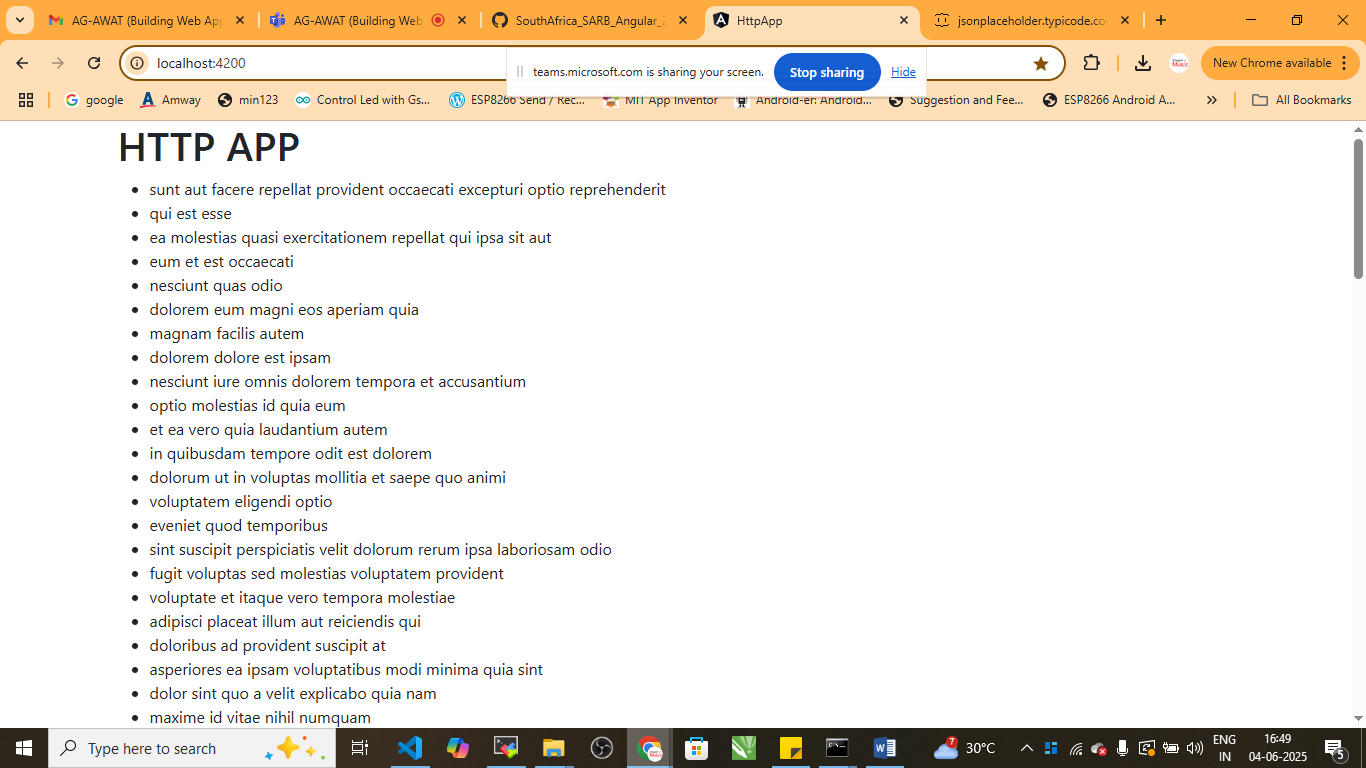 AG-AWAT (Building Web App
AG-AWAT (Building Web
SouthAfrica_SARB_Angular_
HttpApp
jsonplaceholder.typicode.co
localhost:4200
teams.microsoft.com is sharing your screen.
Stop sharing
Hide
New Chrome available
google
Amway
min123
Control Led with Gs...
ESP8266 Send / Rec...
MIT App Inventor
Android-er: Android...
Suggestion and Fee...
ESP8266 Android A...
All Bookmarks
HTTP APP
sunt aut facere repellat provident occaecati excepturi optio reprehenderit
qui est esse
ea molestias quasi exercitationem repellat qui ipsa sit aut
eum et est occaecati
nesciunt quas odio
dolorem eum magni eos aperiam quia
magnam facilis autem
dolorem dolore est ipsam
nesciunt iure omnis dolorem tempora et accusantium
optio molestias id quia eum
et ea vero quia laudantium autem
in quibusdam tempore odit est dolorem
dolorum ut in voluptas mollitia et saepe quo animi
voluptatem eligendi optio
eveniet quod temporibus
sint suscipit perspiciatis velit dolorum rerum ipsa laboriosam odio
fugit voluptas sed molestias voluptatem provident
voluptate et itaque vero tempora molestiae
adipisci placeat illum aut reiciendis qui
doloribus ad provident suscipit at
asperiores ea ipsam voluptatibus modi minima quia sint
dolor sint quo a velit explicabo quia nam
maxime id vitae nihil numquam
Type here to search
7
30°C
ENG
IN
16:49
04-06-2025
5